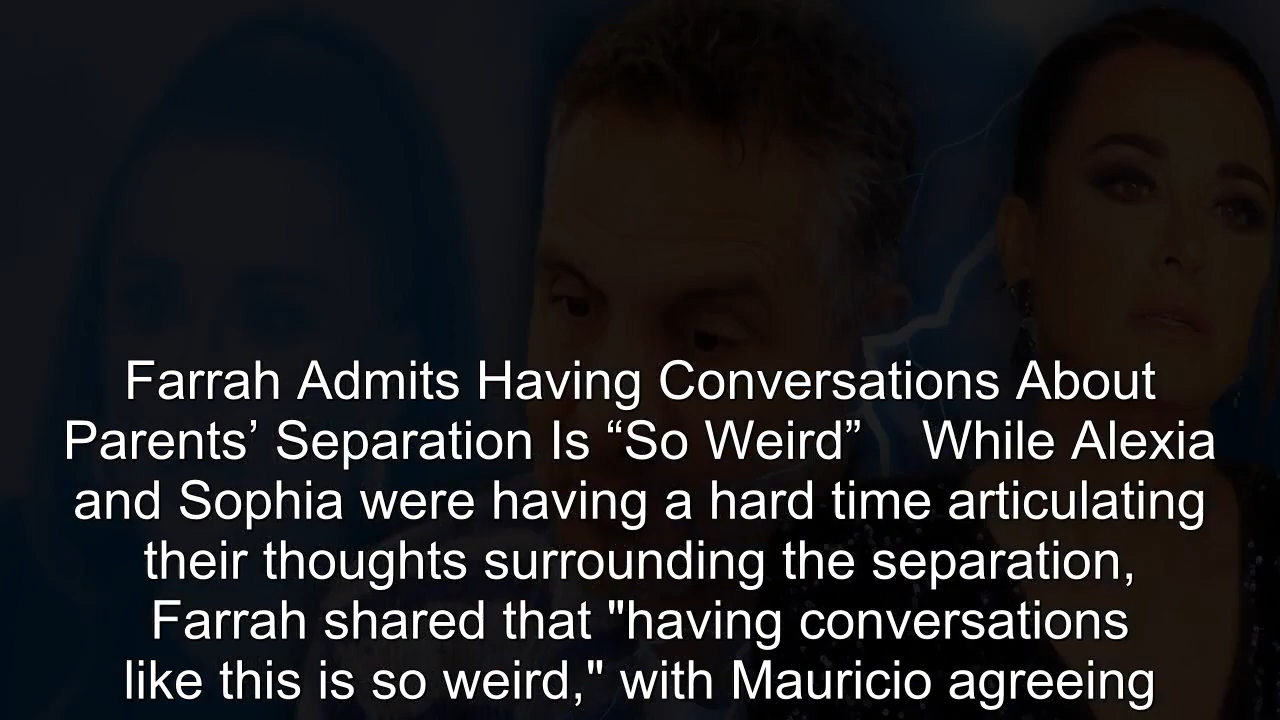 Farrah Admits Having Conversations About
Parents’ Separation Is “So Weird”    While Alexia
and Sophia were having a hard time articulating
their thoughts surrounding the separation,
Farrah shared that "having conversations
like this is so weird," with Mauricio agreeing